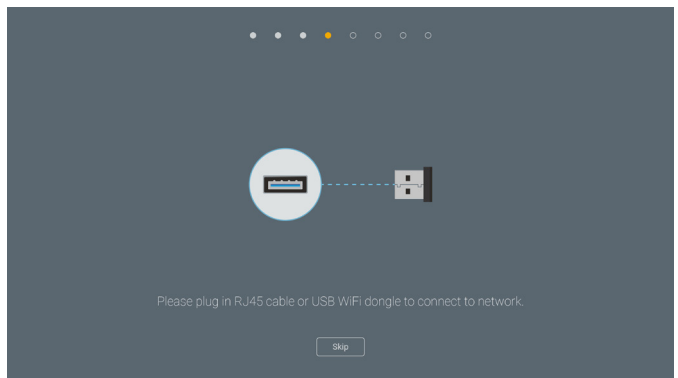 Please plug in RJ45 cable or USB WiFi dongle to connect to network.
Skip